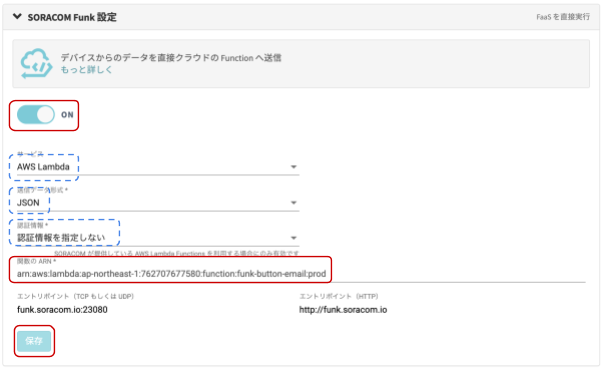 SORACOM Funk 設定
FaaS を直接実行
デバイスからのデータを直接クラウドの Function へ送信
もっと詳しく
ON
サービス
AWS Lambda
送信データ形式 *
JSON
認証情報 *
認証情報を指定しない
SORACOM が提供している AWS Lambda Functions を利用する場合にのみ有効です
関数の ARN *
arn:aws:lambda:ap-northeast-1:762707677580:function:funk-button-email:prod
エントリポイント（TCP もしくは UDP）
エントリポイント（HTTP）
funk.soracom.io:23080
http://funk.soracom.io
保存